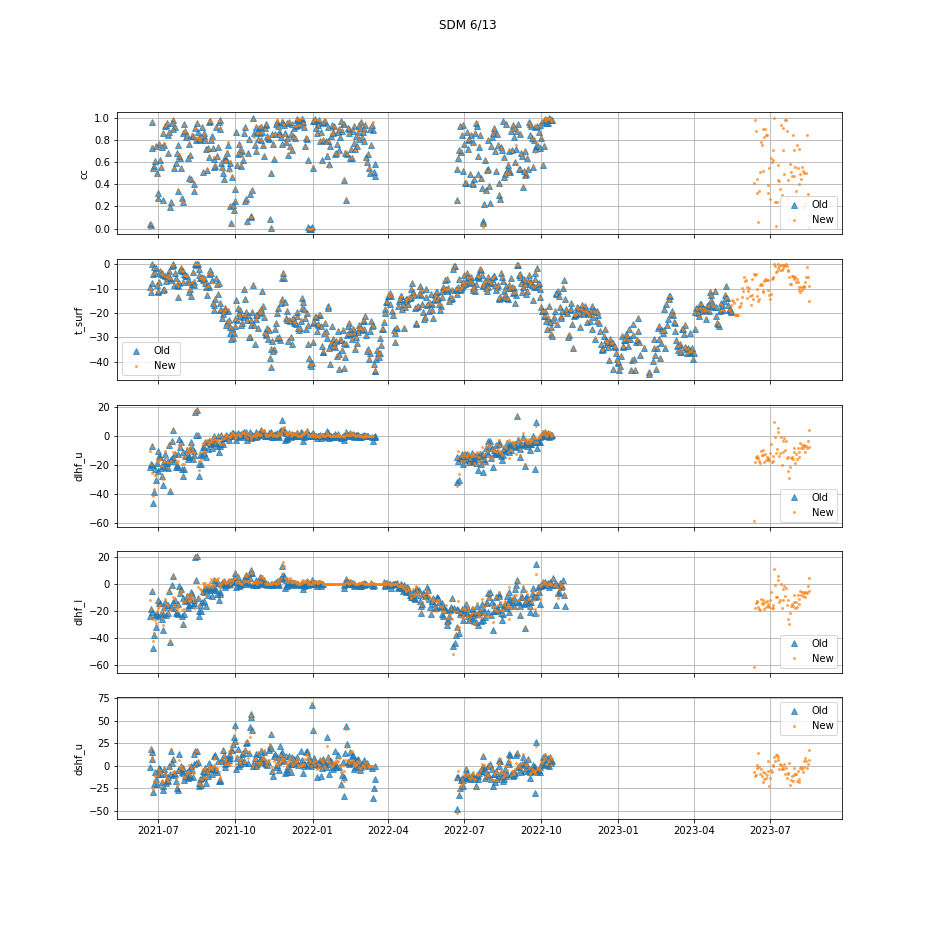 SDM 6/13
1.0
0.8
0.6
0.4
0.2
0.0
cc
Old
New
0
−10
−20
−30
−40
t_surf
Old
New
20
0
−20
−40
−60
dlhf_u
Old
New
20
0
−20
−40
−60
dlhf_l
Old
New
75
50
25
0
−25
−50
dshf_u
Old
New
2021-07
2021-10
2022-01
2022-04
2022-07
2022-10
2023-01
2023-04
2023-07